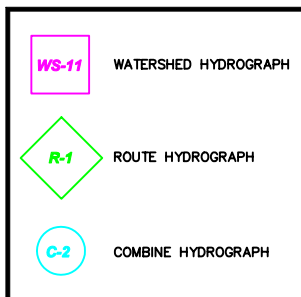 WS-11 WATERSHED HYDROGRAPH
R-1 ROUTE HYDROGRAPH
C-2 COMBINE HYDROGRAPH